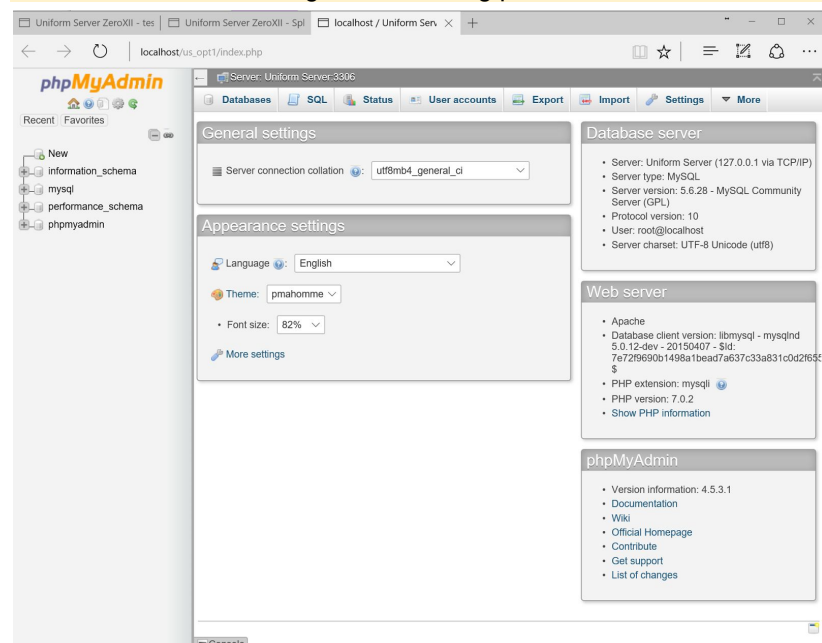 Uniform Server ZeroXII - tes
Uniform Server ZeroXII - Spl
localhost / Uniform Serv
localhost/us_opt1/index.php
phpMyAdmin
Recent Favorites
New
information_schema
mysql
performance_schema
phpmyadmin
Server: Uniform Server:3306
Databases SQL Status User accounts Export Import Settings More
General settings
Server connection collation : utf8mb4_general_ci
Appearance settings
Language : English
Theme: pmahomme
• Font size: 82%
More settings
Database server
• Server: Uniform Server (127.0.0.1 via TCP/IP)
• Server type: MySQL
• Server version: 5.6.28 - MySQL Community
Server (GPL)
• Protocol version: 10
• User: root@localhost
• Server charset: UTF-8 Unicode (utf8)
Web server
• Apache
• Database client version: libmysql - mysqlnd
5.0.12-dev - 20150407 - $Id:
7e72f9690b1498a1bead7a637c33a831c0d2f655
$
• PHP extension: mysqli
• PHP version: 7.0.2
• Show PHP information
phpMyAdmin
• Version information: 4.5.3.1
• Documentation
• Wiki
• Official Homepage
• Contribute
• Get support
• List of changes
Console